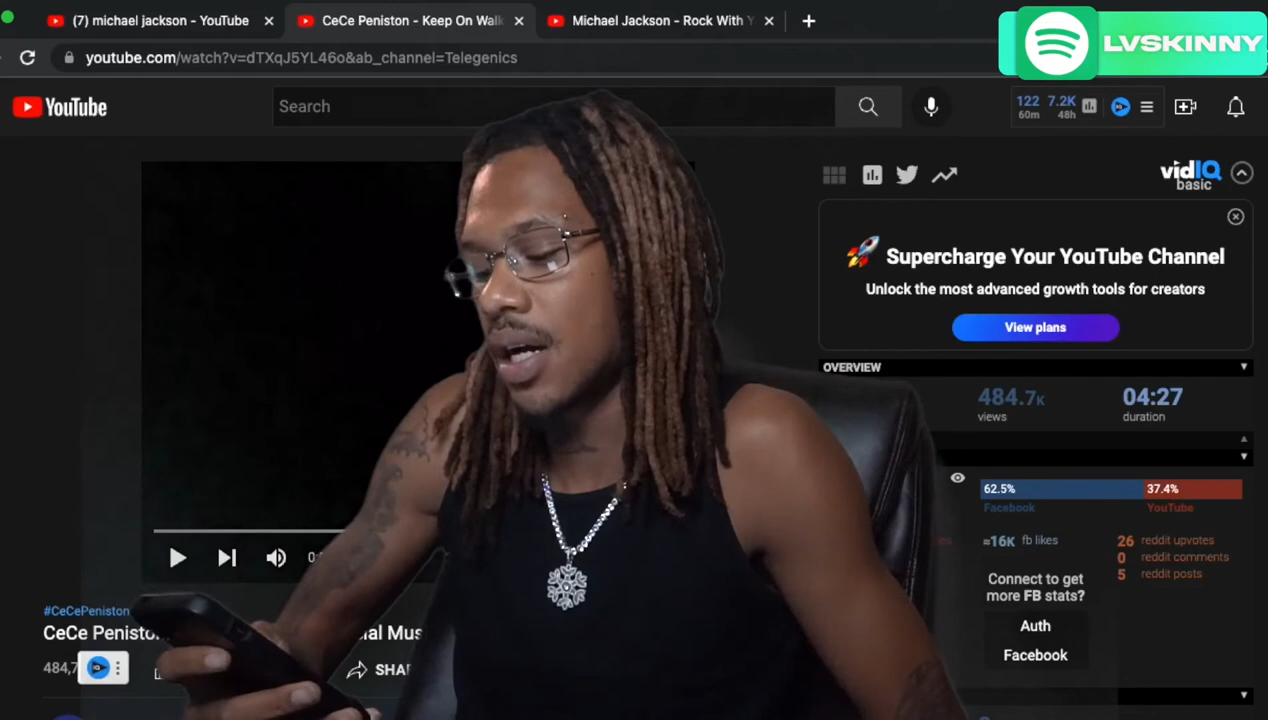 (7) michael jackson - YouTube
CeCe Peniston - Keep On Walk
Michael Jackson - Rock With Y
LVSKINNY
youtube.com/watch?v=dTXqJ5YL46o&ab_channel=Telegenics
YouTube
Search
122 7.2K
60m 48h
vidIQ
basic
Supercharge Your YouTube Channel
Unlock the most advanced growth tools for creators
View plans
OVERVIEW
484.7K 04:27
views duration
62.5% 37.4%
Facebook YouTube
≈16K fb likes
26 reddit upvotes
0 reddit comments
5 reddit posts
Connect to get
more FB stats?
Auth
Facebook
#CeCePeniston
CeCe Peniston
ial Mus
484,7
SHA